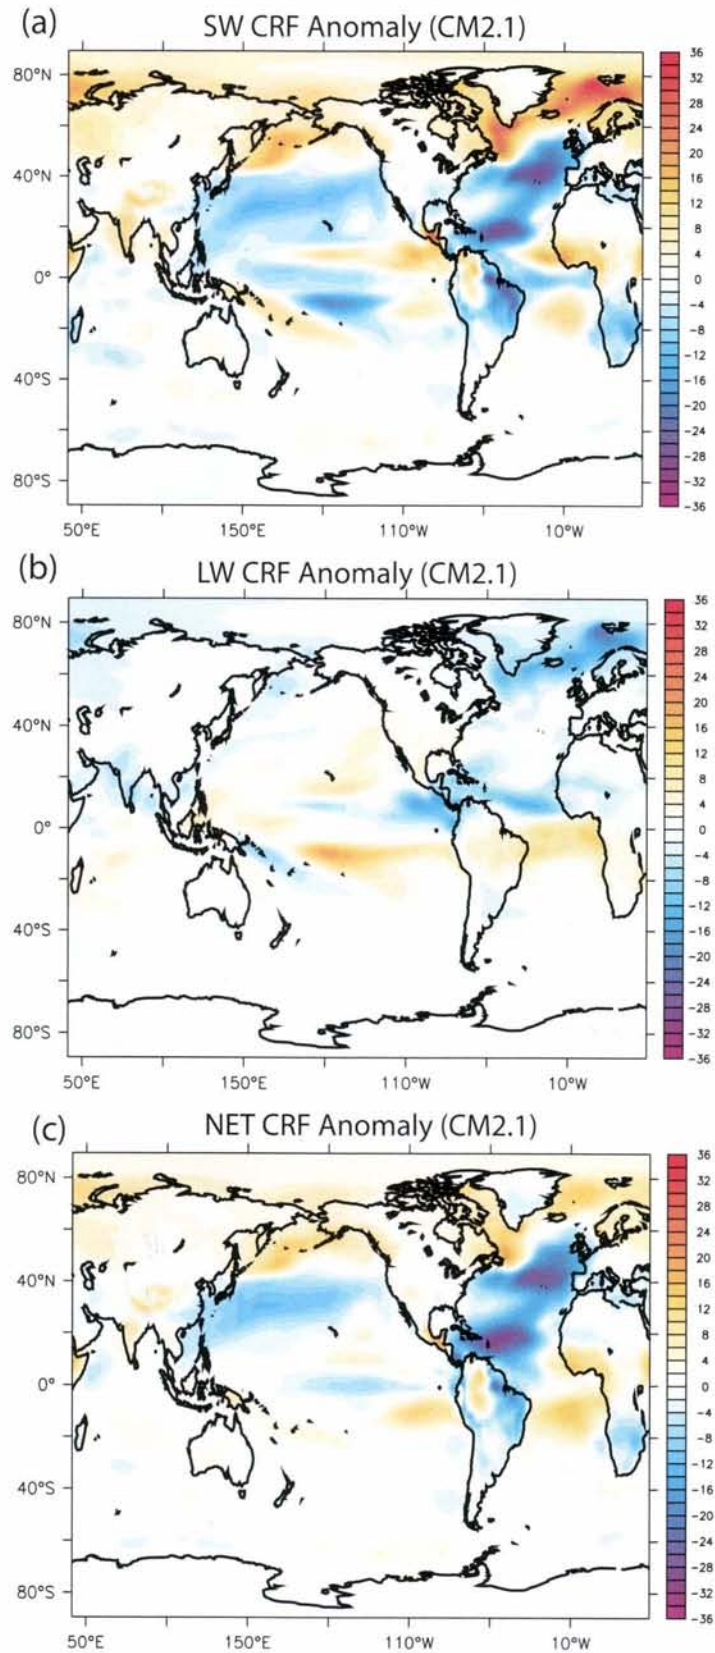 (a)
SW CRF Anomaly (CM2.1)
80°N
40°N
0°
40°S
80°S
50°E 150°E 110°W 10°W
36
32
28
24
20
16
12
8
4
0
-4
-8
-12
-16
-20
-24
-28
-32
-36
(b)
LW CRF Anomaly (CM2.1)
80°N
40°N
0°
40°S
80°S
50°E 150°E 110°W 10°W
36
32
28
24
20
16
12
8
4
0
-4
-8
-12
-16
-20
-24
-28
-32
-36
(c)
NET CRF Anomaly (CM2.1)
80°N
40°N
0°
40°S
80°S
50°E 150°E 110°W 10°W
36
32
28
24
20
16
12
8
4
0
-4
-8
-12
-16
-20
-24
-28
-32
-36